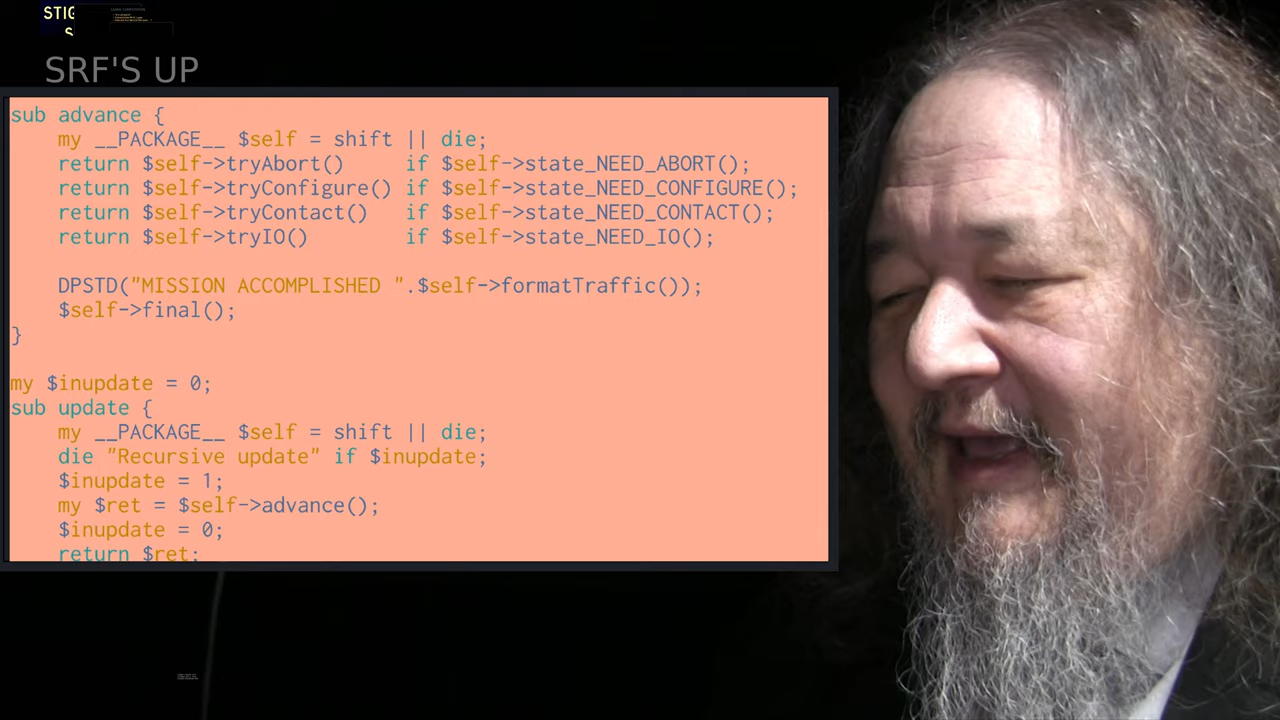 STIG
S
SRF'S UP
sub advance {
    my __PACKAGE__ $self = shift || die;
    return $self->tryAbort()     if $self->state_NEED_ABORT();
    return $self->tryConfigure() if $self->state_NEED_CONFIGURE();
    return $self->tryContact()   if $self->state_NEED_CONTACT();
    return $self->tryIO()        if $self->state_NEED_IO();
    DPSTD("MISSION ACCOMPLISHED ".$self->formatTraffic());
    $self->final();
}
my $inupdate = 0;
sub update {
    my __PACKAGE__ $self = shift || die;
    die "Recursive update" if $inupdate;
    $inupdate = 1;
    my $ret = $self->advance();
    $inupdate = 0;
    return $ret;